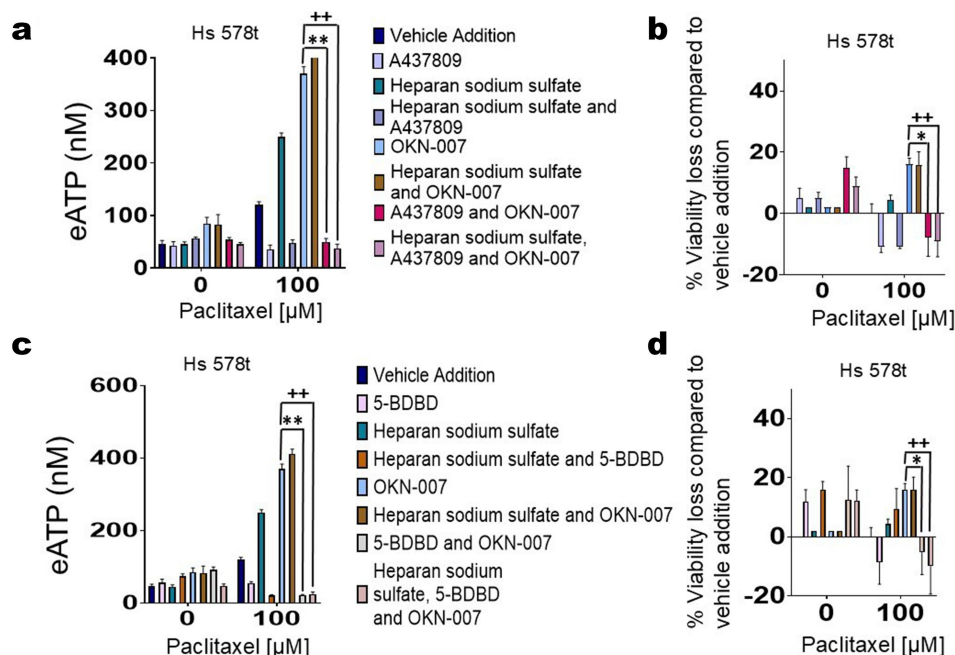 a
Hs 578t
++
**
eATP (nM)
400
300
200
100
0
0
100
Paclitaxel [µM]
Vehicle Addition
A437809
Heparan sodium sulfate
Heparan sodium sulfate and
A437809
OKN-007
Heparan sodium sulfate
and OKN-007
A437809 and OKN-007
Heparan sodium sulfate,
A437809 and OKN-007
b
Hs 578t
% Viability loss compared to
vehicle addition
40
20
0
-20
++
*
0
100
Paclitaxel [µM]
c
Hs 578t
++
**
eATP (nM)
600
400
200
0
0
100
Paclitaxel [µM]
Vehicle Addition
5-BDBD
Heparan sodium sulfate
Heparan sodium sulfate and 5-BDBD
OKN-007
Heparan sodium sulfate and OKN-007
5-BDBD and OKN-007
Heparan sodium
sulfate, 5-BDBD
and OKN-007
d
Hs 578t
% Viability loss compared to
vehicle addition
40
20
0
-20
++
*
0
100
Paclitaxel [µM]